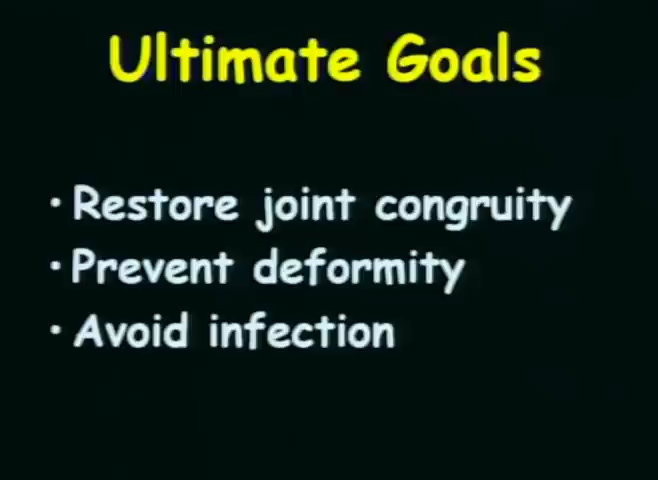 Ultimate Goals
• Restore joint congruity
• Prevent deformity
• Avoid infection